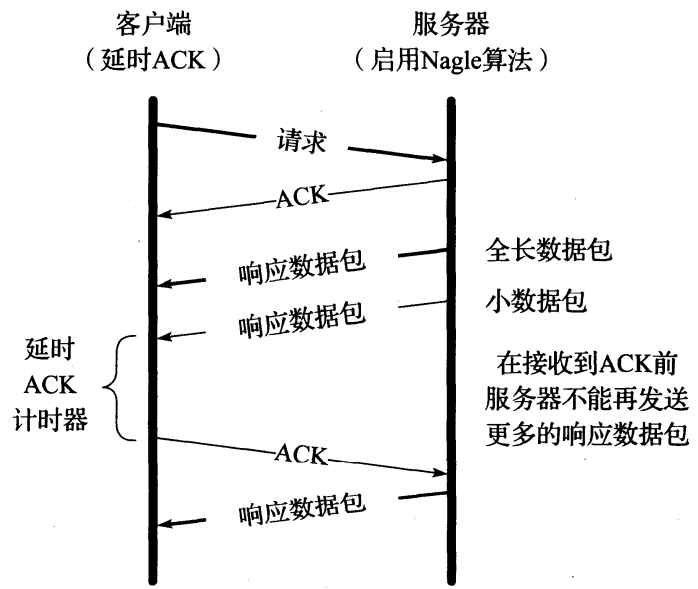 客户端
（延时ACK）
服务器
（启用Nagle算法）
请求
ACK
响应数据包
全长数据包
响应数据包
小数据包
延时
ACK
计时器
在接收到ACK前
服务器不能再发送
更多的响应数据包
ACK
响应数据包